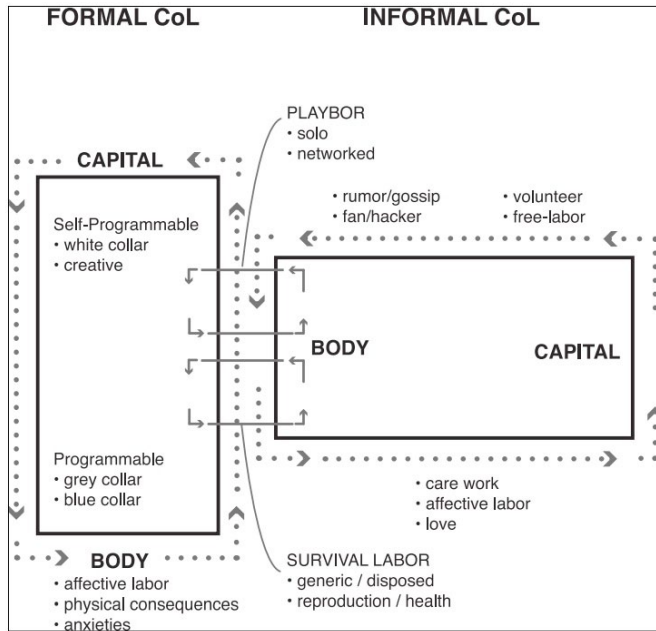 FORMAL CoL
INFORMAL CoL
PLAYBOR
• solo
• networked
CAPITAL
• rumor/gossip
• fan/hacker
• volunteer
• free-labor
Self-Programmable
• white collar
• creative
BODY
CAPITAL
Programmable
• grey collar
• blue collar
• care work
• affective labor
• love
BODY
• affective labor
• physical consequences
• anxieties
SURVIVAL LABOR
• generic / disposed
• reproduction / health